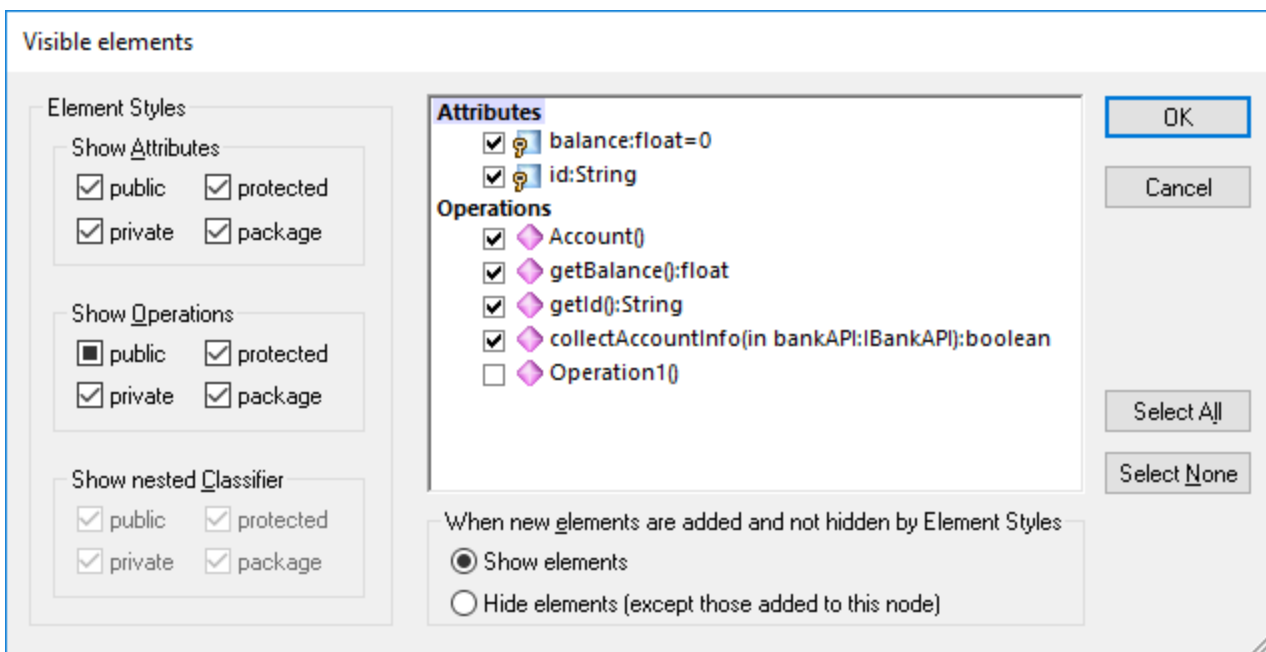 Visible elements
Element Styles
Show Attributes
public protected
private package
Show Operations
public protected
private package
Show nested Classifier
public protected
private package
Attributes
balance:float=0
id:String
Operations
Account()
getBalance():float
getId():String
collectAccountInfo(in bankAPI:IBankAPI):boolean
Operation1()
When new elements are added and not hidden by Element Styles
Show elements
Hide elements (except those added to this node)
OK
Cancel
Select All
Select None